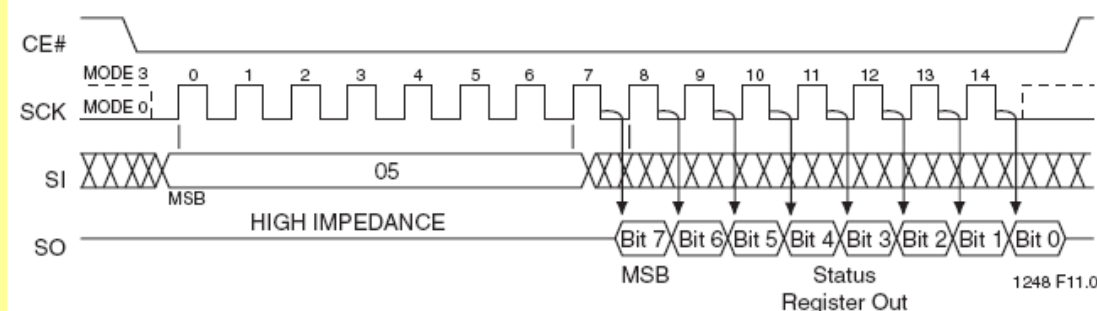 CE#
MODE 3 0 1 2 3 4 5 6 7 8 9 10 11 12 13 14
SCK MODE 0
SI 05
MSB
HIGH IMPEDANCE
SO Bit 7 Bit 6 Bit 5 Bit 4 Bit 3 Bit 2 Bit 1 Bit 0
MSB Status 1248 F11.0
Register Out